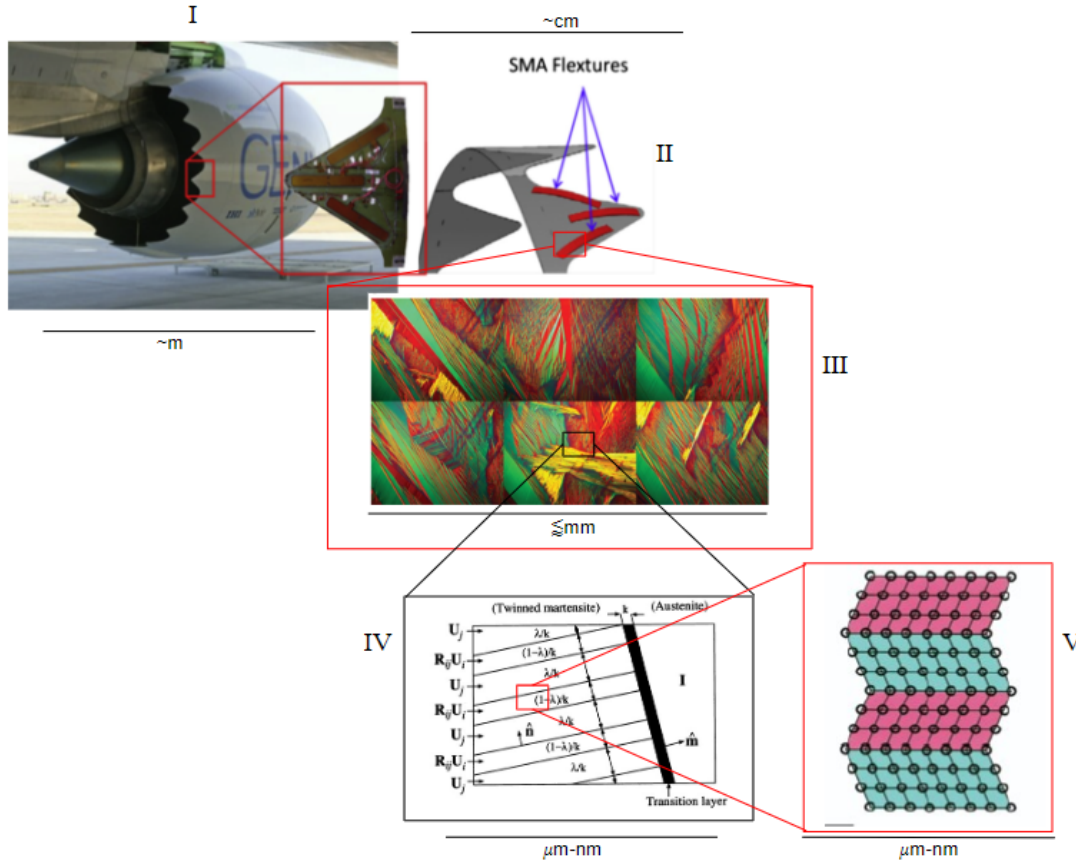 I
~cm
SMA Flextures
II
GEN
~m
III
≨mm
IV
(Twinned martensite)
k
(Austenite)
U_j
λ/k
R_ij U_i
(1−λ)/k
U_j
λ/k
I
R_ij U_i
(1−λ)/k
U_j
n̂
λ/k
m̂
R_ij U_i
(1−λ)/k
U_j
λ/k
Transition layer
V
μm-nm
μm-nm